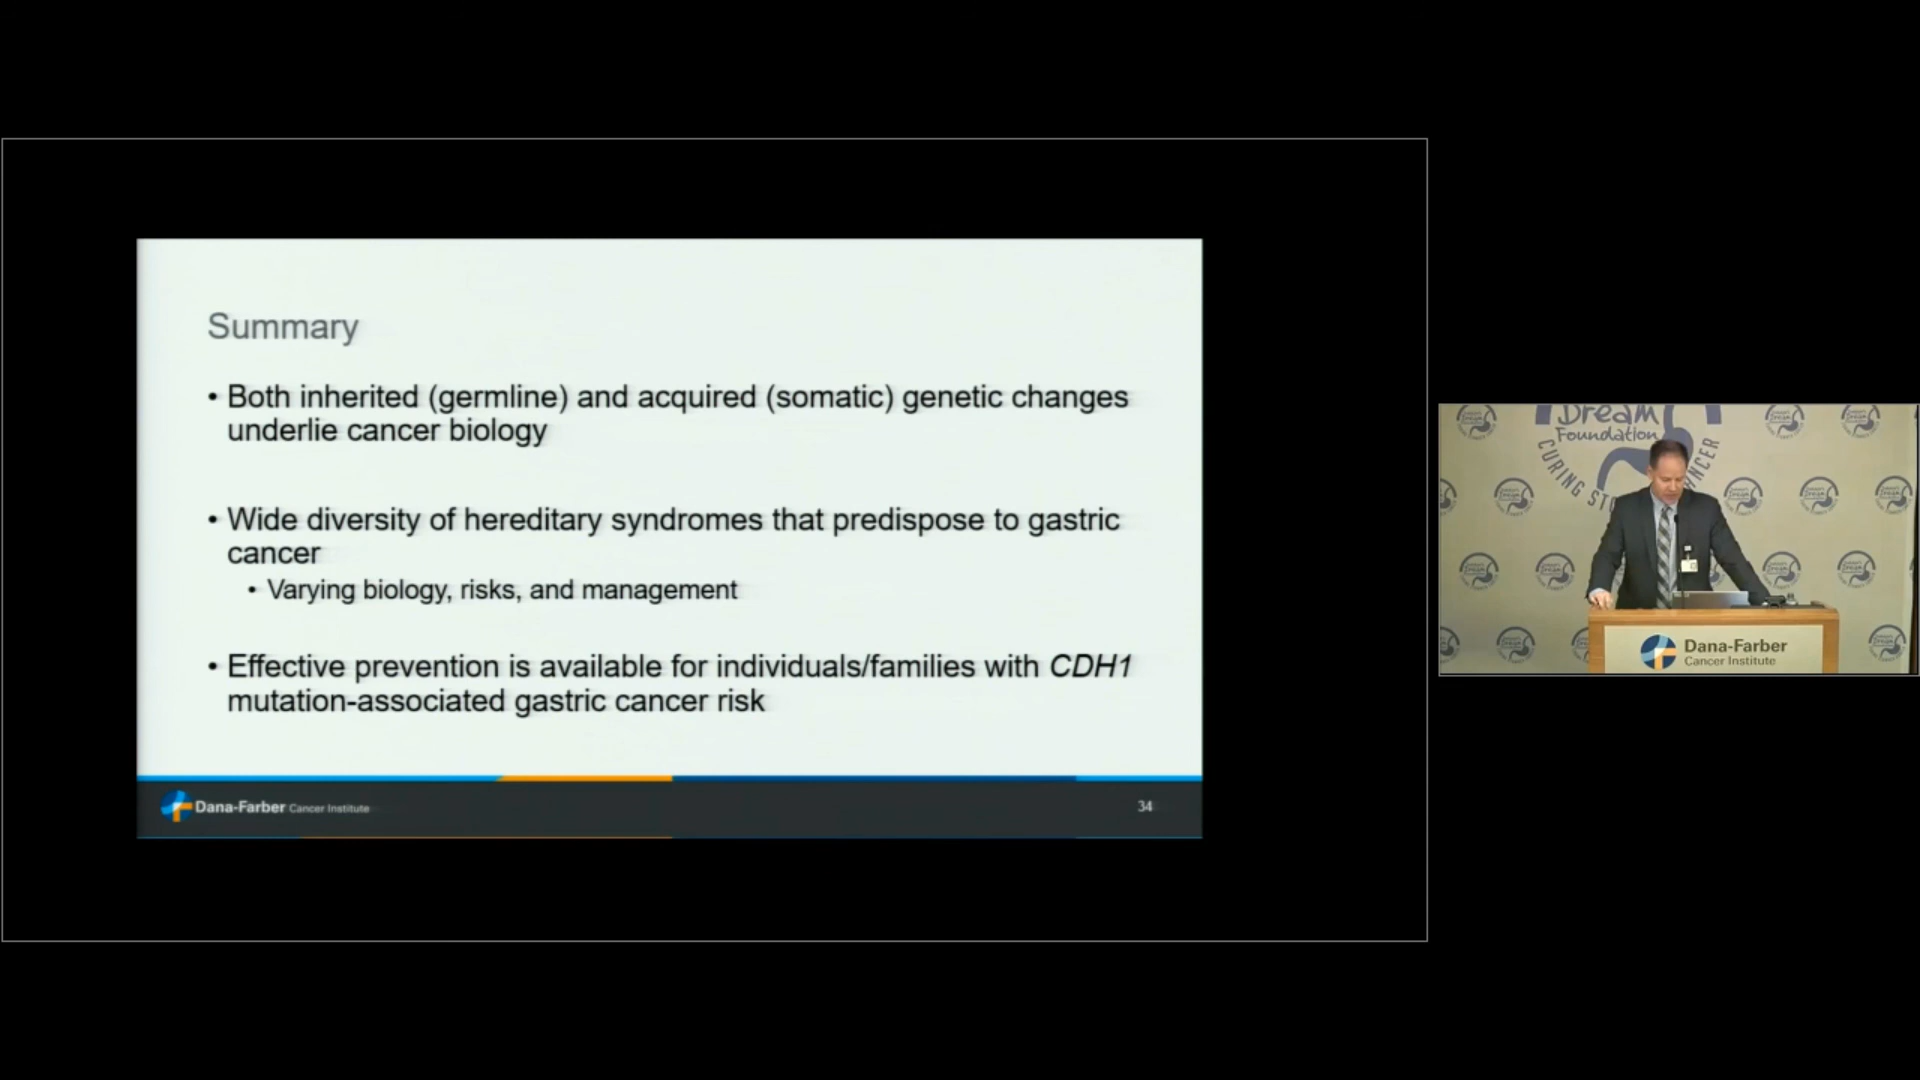 Summary
• Both inherited (germline) and acquired (somatic) genetic changes
underlie cancer biology
• Wide diversity of hereditary syndromes that predispose to gastric
cancer
• Varying biology, risks, and management
• Effective prevention is available for individuals/families with CDH1
mutation-associated gastric cancer risk
Dana-Farber Cancer Institute
34
Dream
Foundation
CURING
Dana-Farber
Cancer Institute